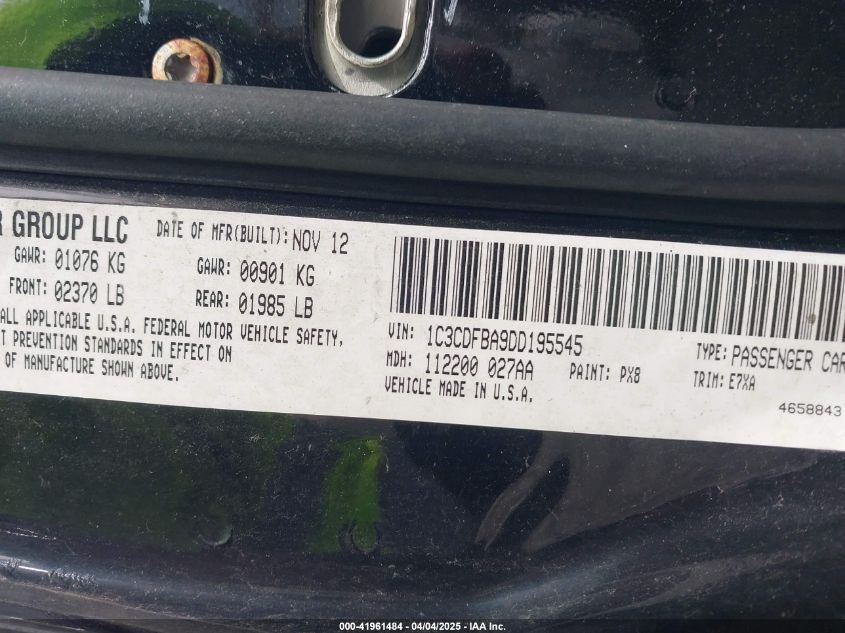 R GROUP LLC
DATE OF MFR(BUILT): NOV 12
GAWR: 01076 KG
GAWR: 00901 KG
FRONT: 02370 LB
REAR: 01985 LB
ALL APPLICABLE U.S.A. FEDERAL MOTOR VEHICLE SAFETY,
T PREVENTION STANDARDS IN EFFECT ON
OF MANUFACTURE SHOWN ABOVE.
VIN: 1C3CDFBA9DD195545
TYPE: PASSENGER CAR
MDH: 112200 027AA
PAINT: PX8
TRIM: E7XA
VEHICLE MADE IN U.S.A.
4658843
000-41961484 - 04/04/2025 - IAA Inc.